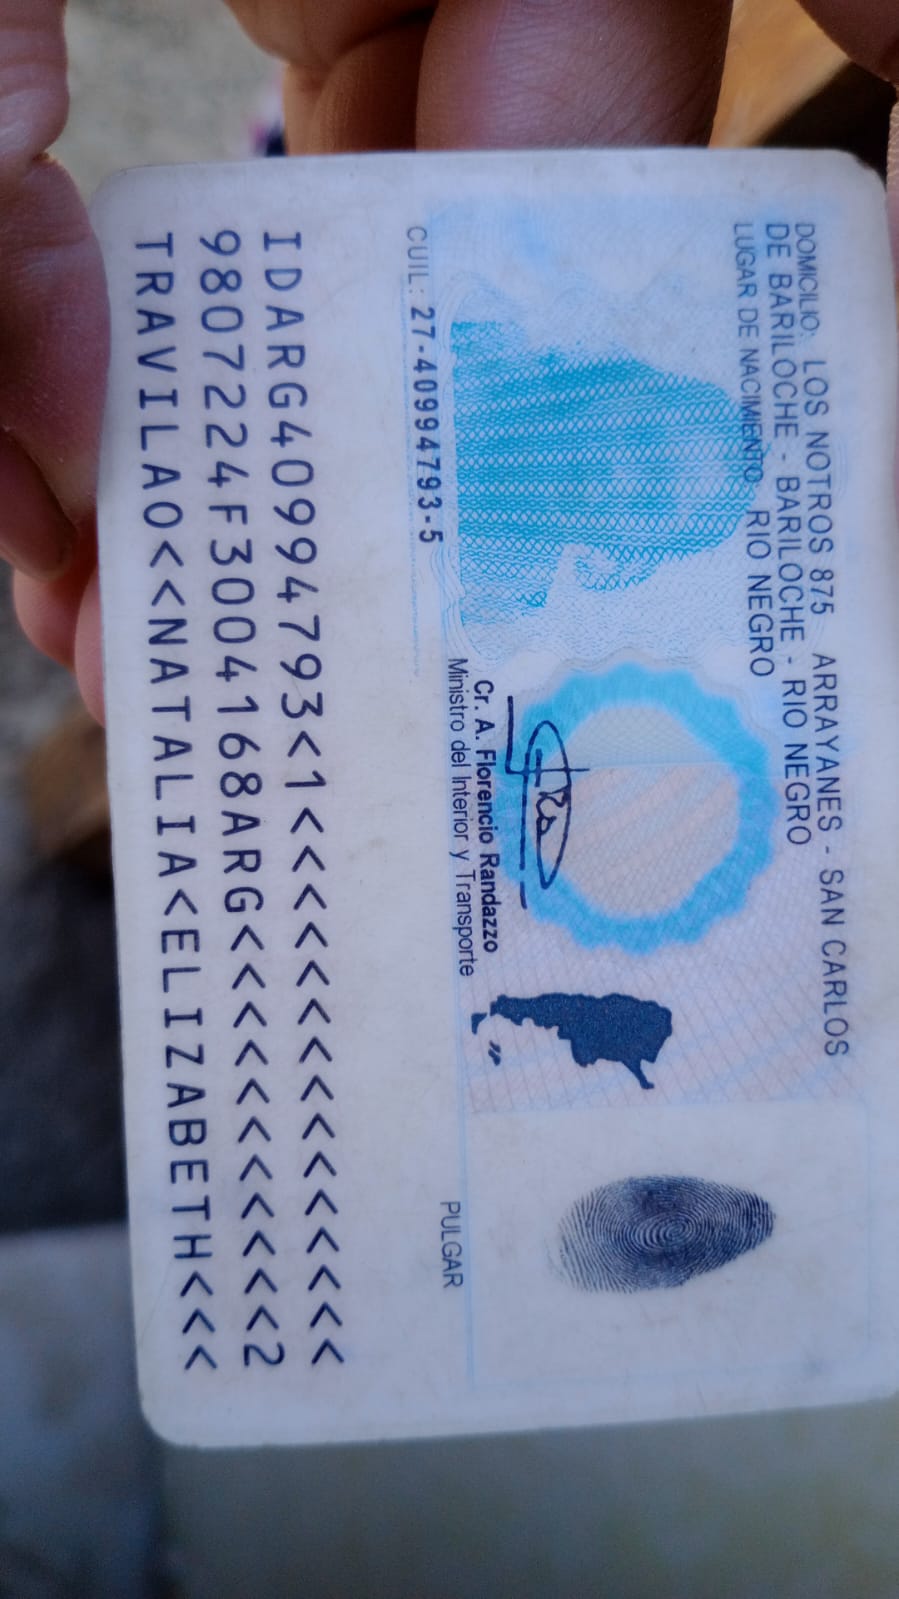 DOMICILIO: LOS NOTROS 875 ARRAYANES - SAN CARLOS
DE BARILOCHE - BARILOCHE - RIO NEGRO
LUGAR DE NACIMIENTO RIO NEGRO
Cr. A. Florencio Randazzo
Ministro del Interior y Transporte
CUIL: 27-40994793-5
PULGAR
IDARG40994793<1<<<<<<<<<<<<<<<
9807224F3004168ARG<<<<<<<<<<<2
TRAVILAO<<NATALIA<ELIZABETH<<<